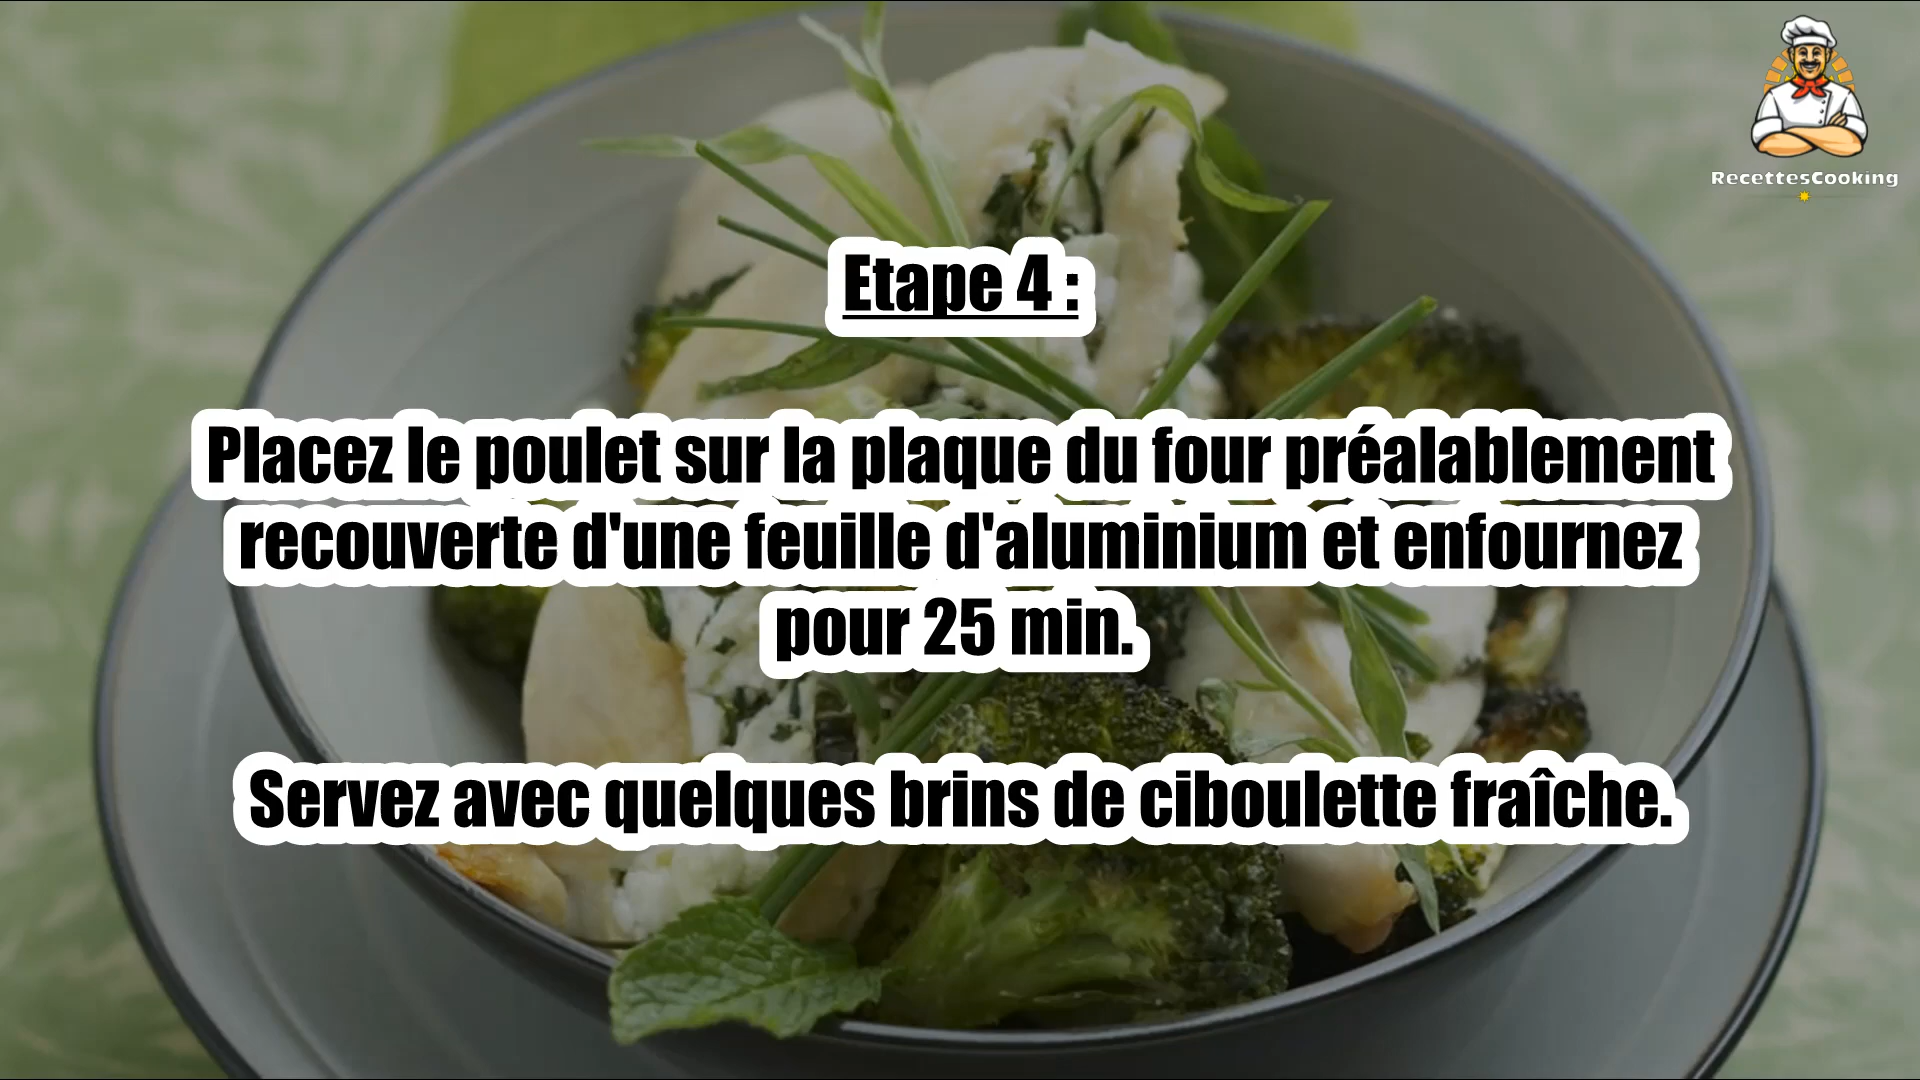 RecettesCooking
Etape 4 :
Placez le poulet sur la plaque du four préalablement
recouverte d'une feuille d'aluminium et enfournez
pour 25 min.
Servez avec quelques brins de ciboulette fraîche.